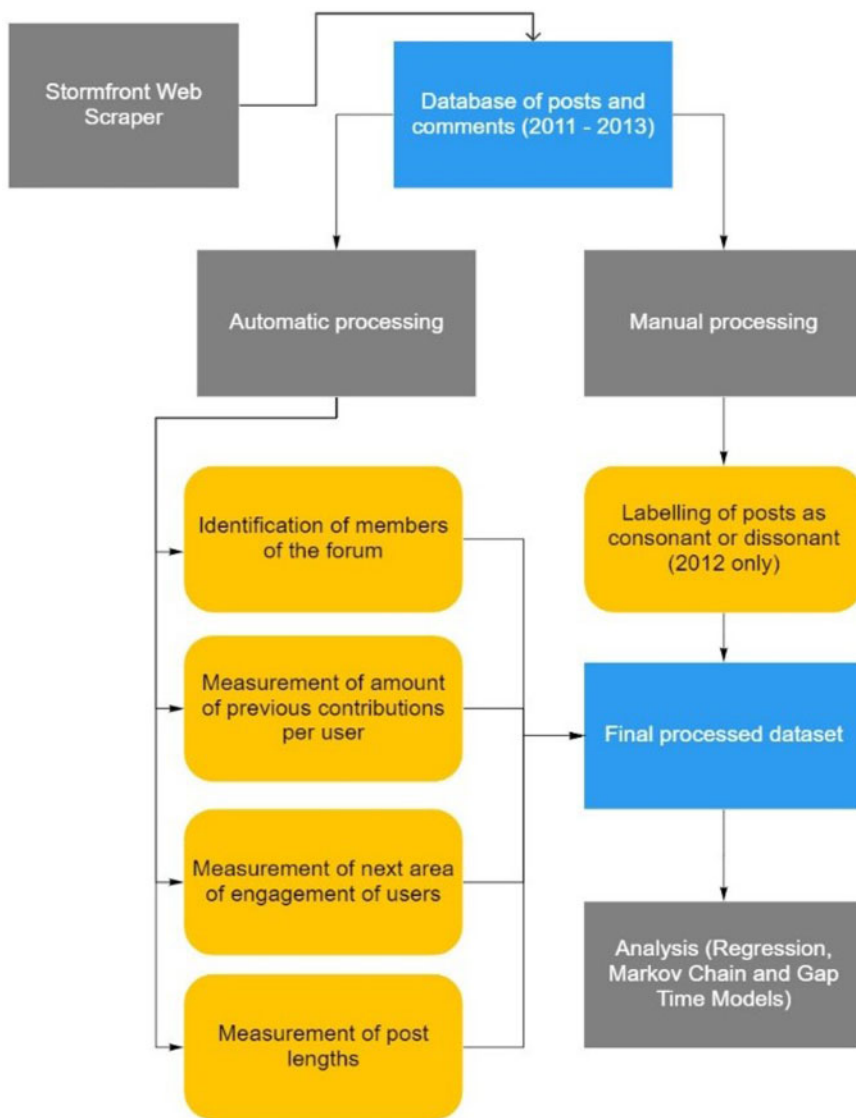 Stormfront Web
Scraper
Database of posts and
comments (2011 - 2013)
Automatic processing
Manual processing
Identification of members
of the forum
Labelling of posts as
consonant or dissonant
(2012 only)
Measurement of amount
of previous contributions
per user
Final processed dataset
Measurement of next area
of engagement of users
Analysis (Regression,
Markov Chain and Gap
Time Models)
Measurement of post
lengths